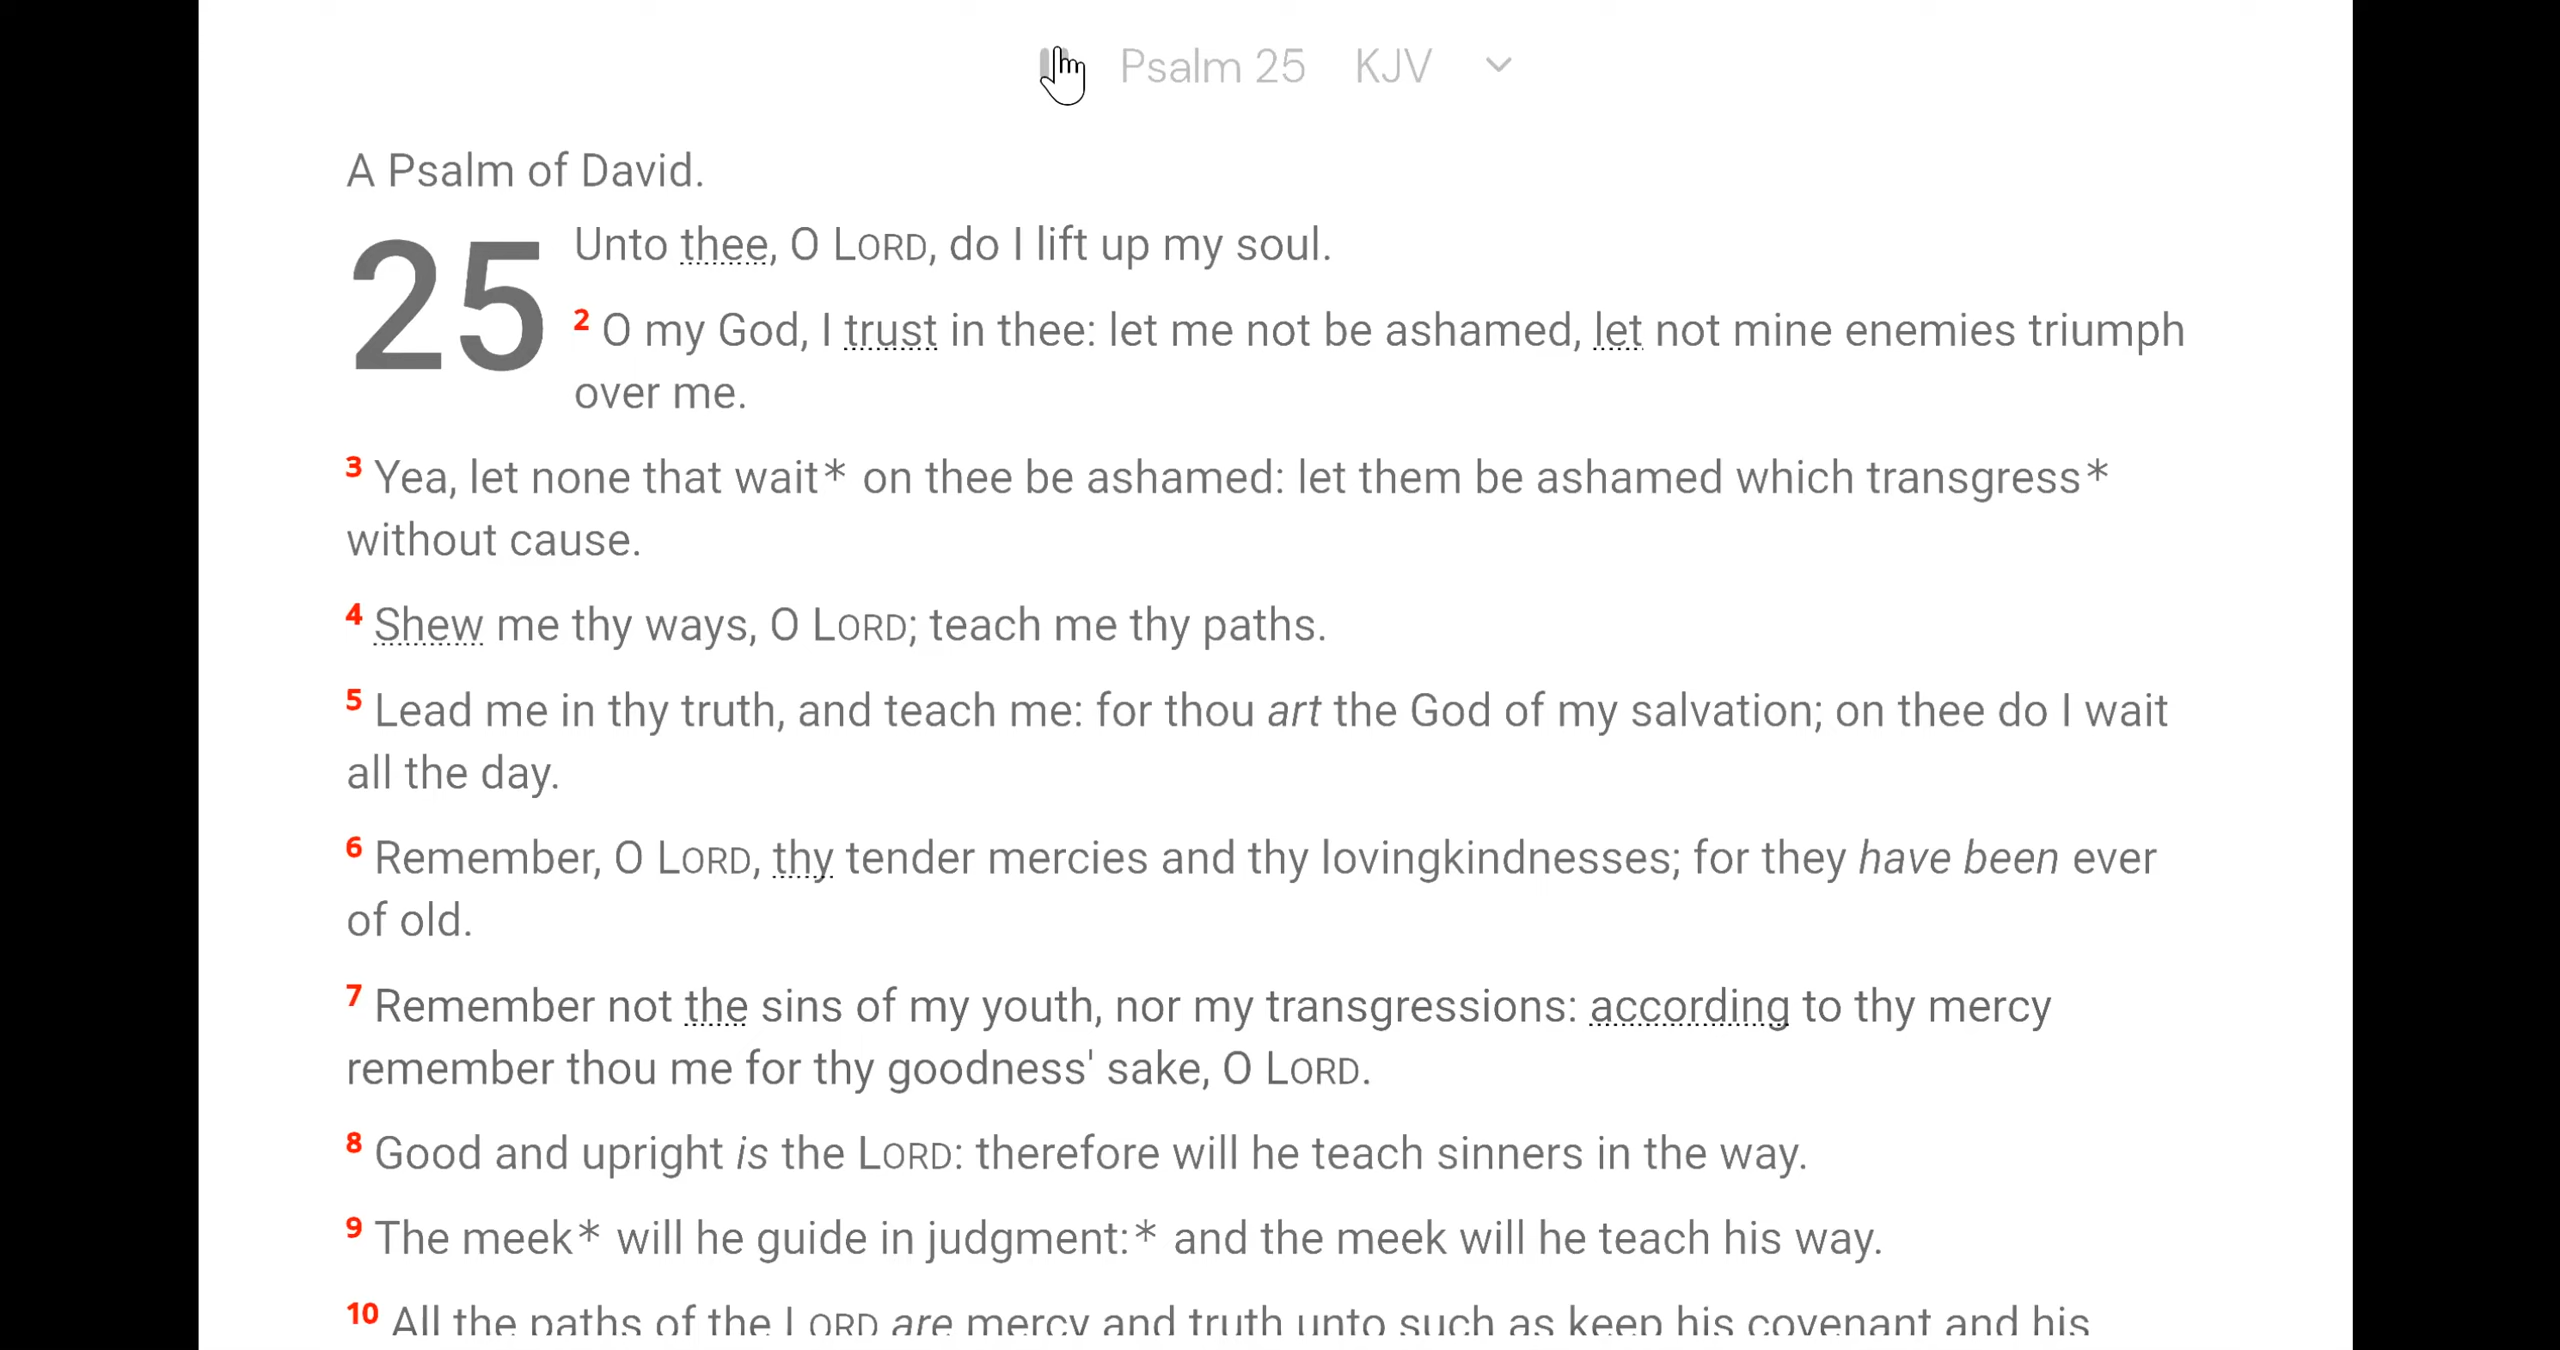 Psalm 25 KJV
A Psalm of David.
25 Unto thee, O LORD, do I lift up my soul.
2 O my God, I trust in thee: let me not be ashamed, let not mine enemies triumph
over me.
3 Yea, let none that wait* on thee be ashamed: let them be ashamed which transgress*
without cause.
4 Shew me thy ways, O LORD; teach me thy paths.
5 Lead me in thy truth, and teach me: for thou art the God of my salvation; on thee do I wait
all the day.
6 Remember, O LORD, thy tender mercies and thy lovingkindnesses; for they have been ever
of old.
7 Remember not the sins of my youth, nor my transgressions: according to thy mercy
remember thou me for thy goodness' sake, O LORD.
8 Good and upright is the LORD: therefore will he teach sinners in the way.
9 The meek* will he guide in judgment:* and the meek will he teach his way.
10 All the paths of the LORD are mercy and truth unto such as keep his covenant and his